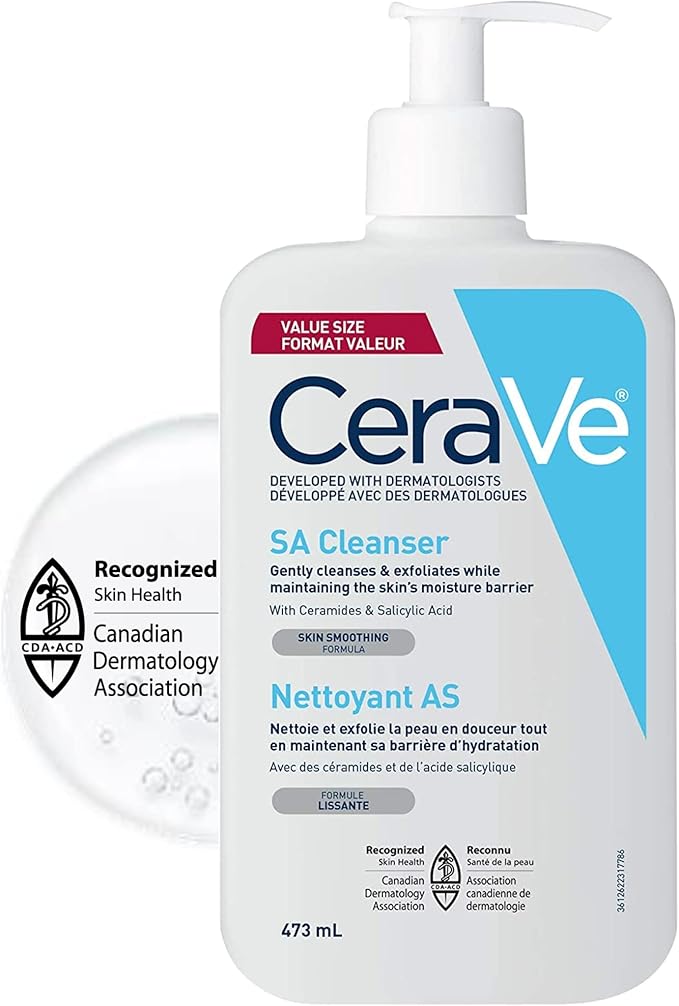 VALUE SIZE
FORMAT VALEUR
CeraVe®
DEVELOPED WITH DERMATOLOGISTS
DÉVELOPPÉ AVEC DES DERMATOLOGUES
SA Cleanser
Gently cleanses & exfoliates while
maintaining the skin's moisture barrier
With Ceramides & Salicylic Acid
SKIN SMOOTHING
FORMULA
Nettoyant AS
Nettoie et exfolie la peau en douceur tout
en maintenant sa barrière d'hydratation
Avec des céramides et de l'acide salicylique
FORMULE
LISSANTE
Recognized
Skin Health
Canadian
Dermatology
Association
CDA•ACD
Reconnu
Santé de la peau
Association
canadienne de
dermatologie
473 mL
3612622317786
CDA•ACD
Recognized
Skin Health
Canadian
Dermatology
Association